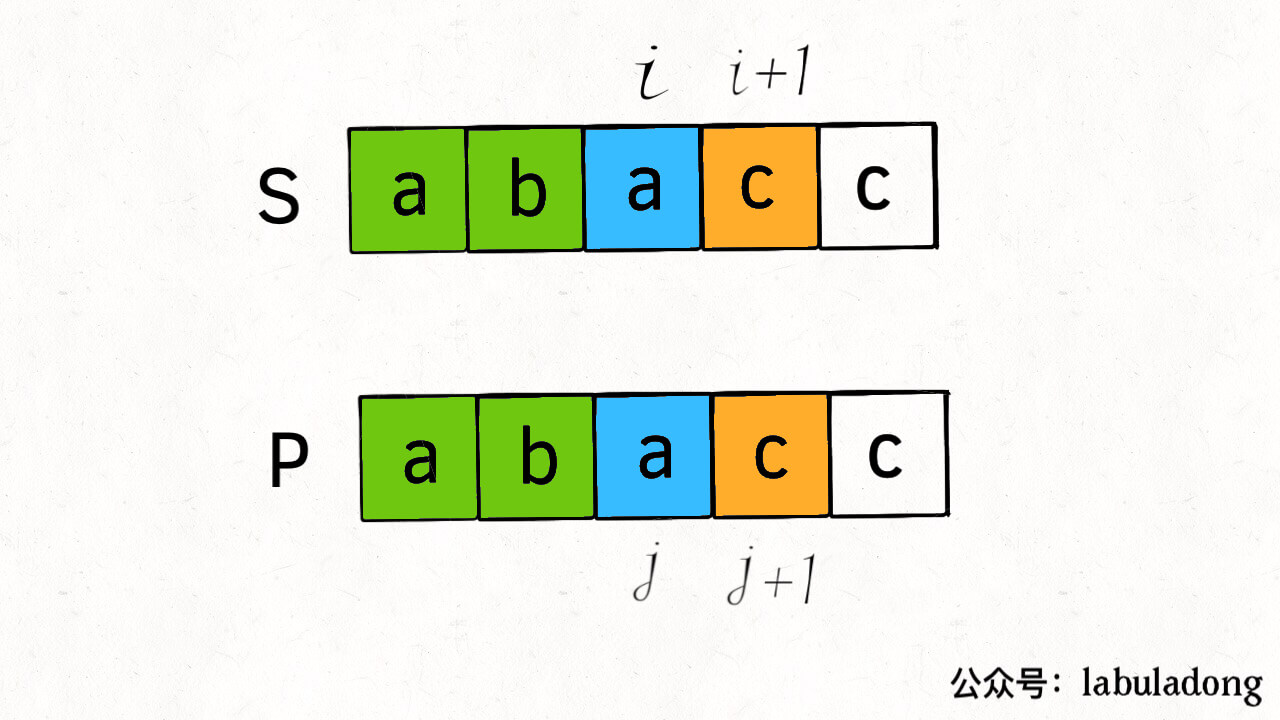 i i+1
S a b a c c
P a b a c c
j j+1
公众号：labuladong